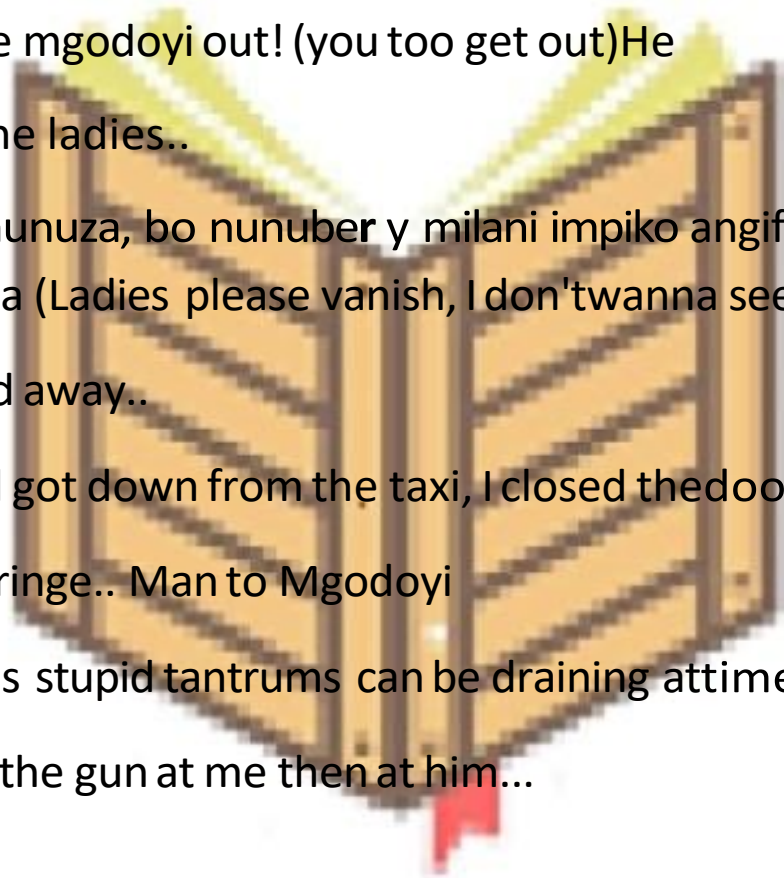 e mgodoyi out! (you too get out)He
he ladies..
unuza, bo nunuber y milani impiko angif
a (Ladies please vanish, I don'twanna see
d away..
I got down from the taxi, I closed thedoo
ringe.. Man to Mgodoyi
s stupid tantrums can be draining attime
the gun at me then at him...